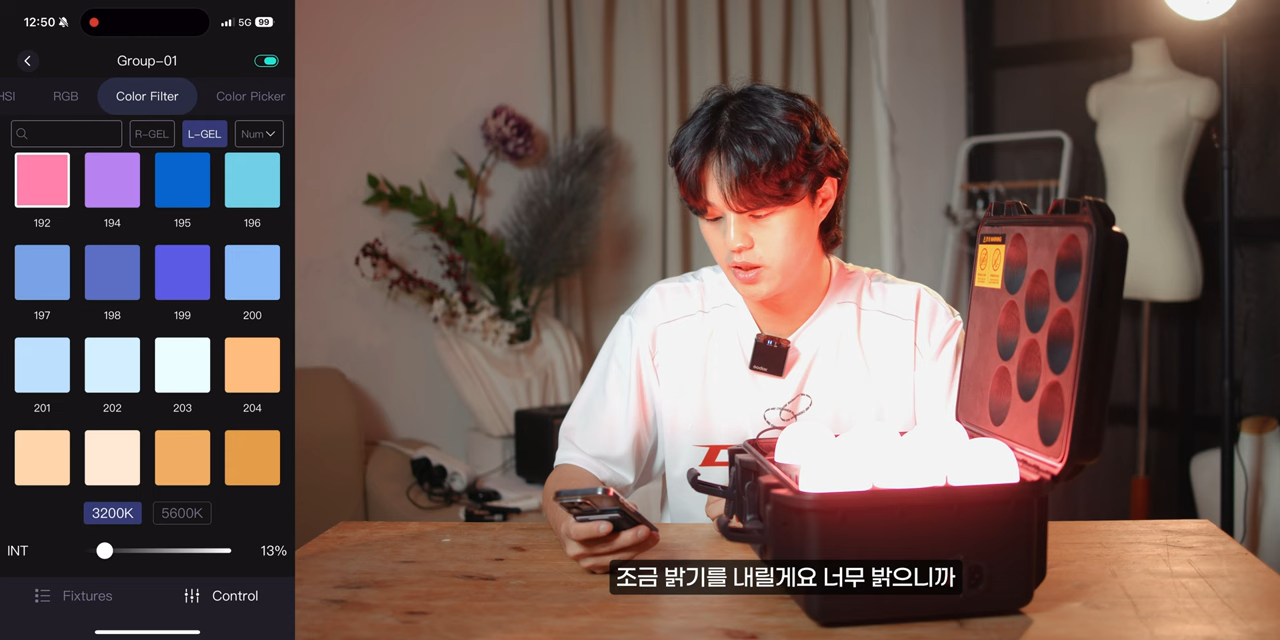 12:50
5G 99
Group-01
HSI RGB Color Filter Color Picker
R-GEL L-GEL Num
192 194 195 196
197 198 199 200
201 202 203 204
3200K 5600K
INT 13%
Fixtures Control
조금 밝기를 내릴게요 너무 밝으니까